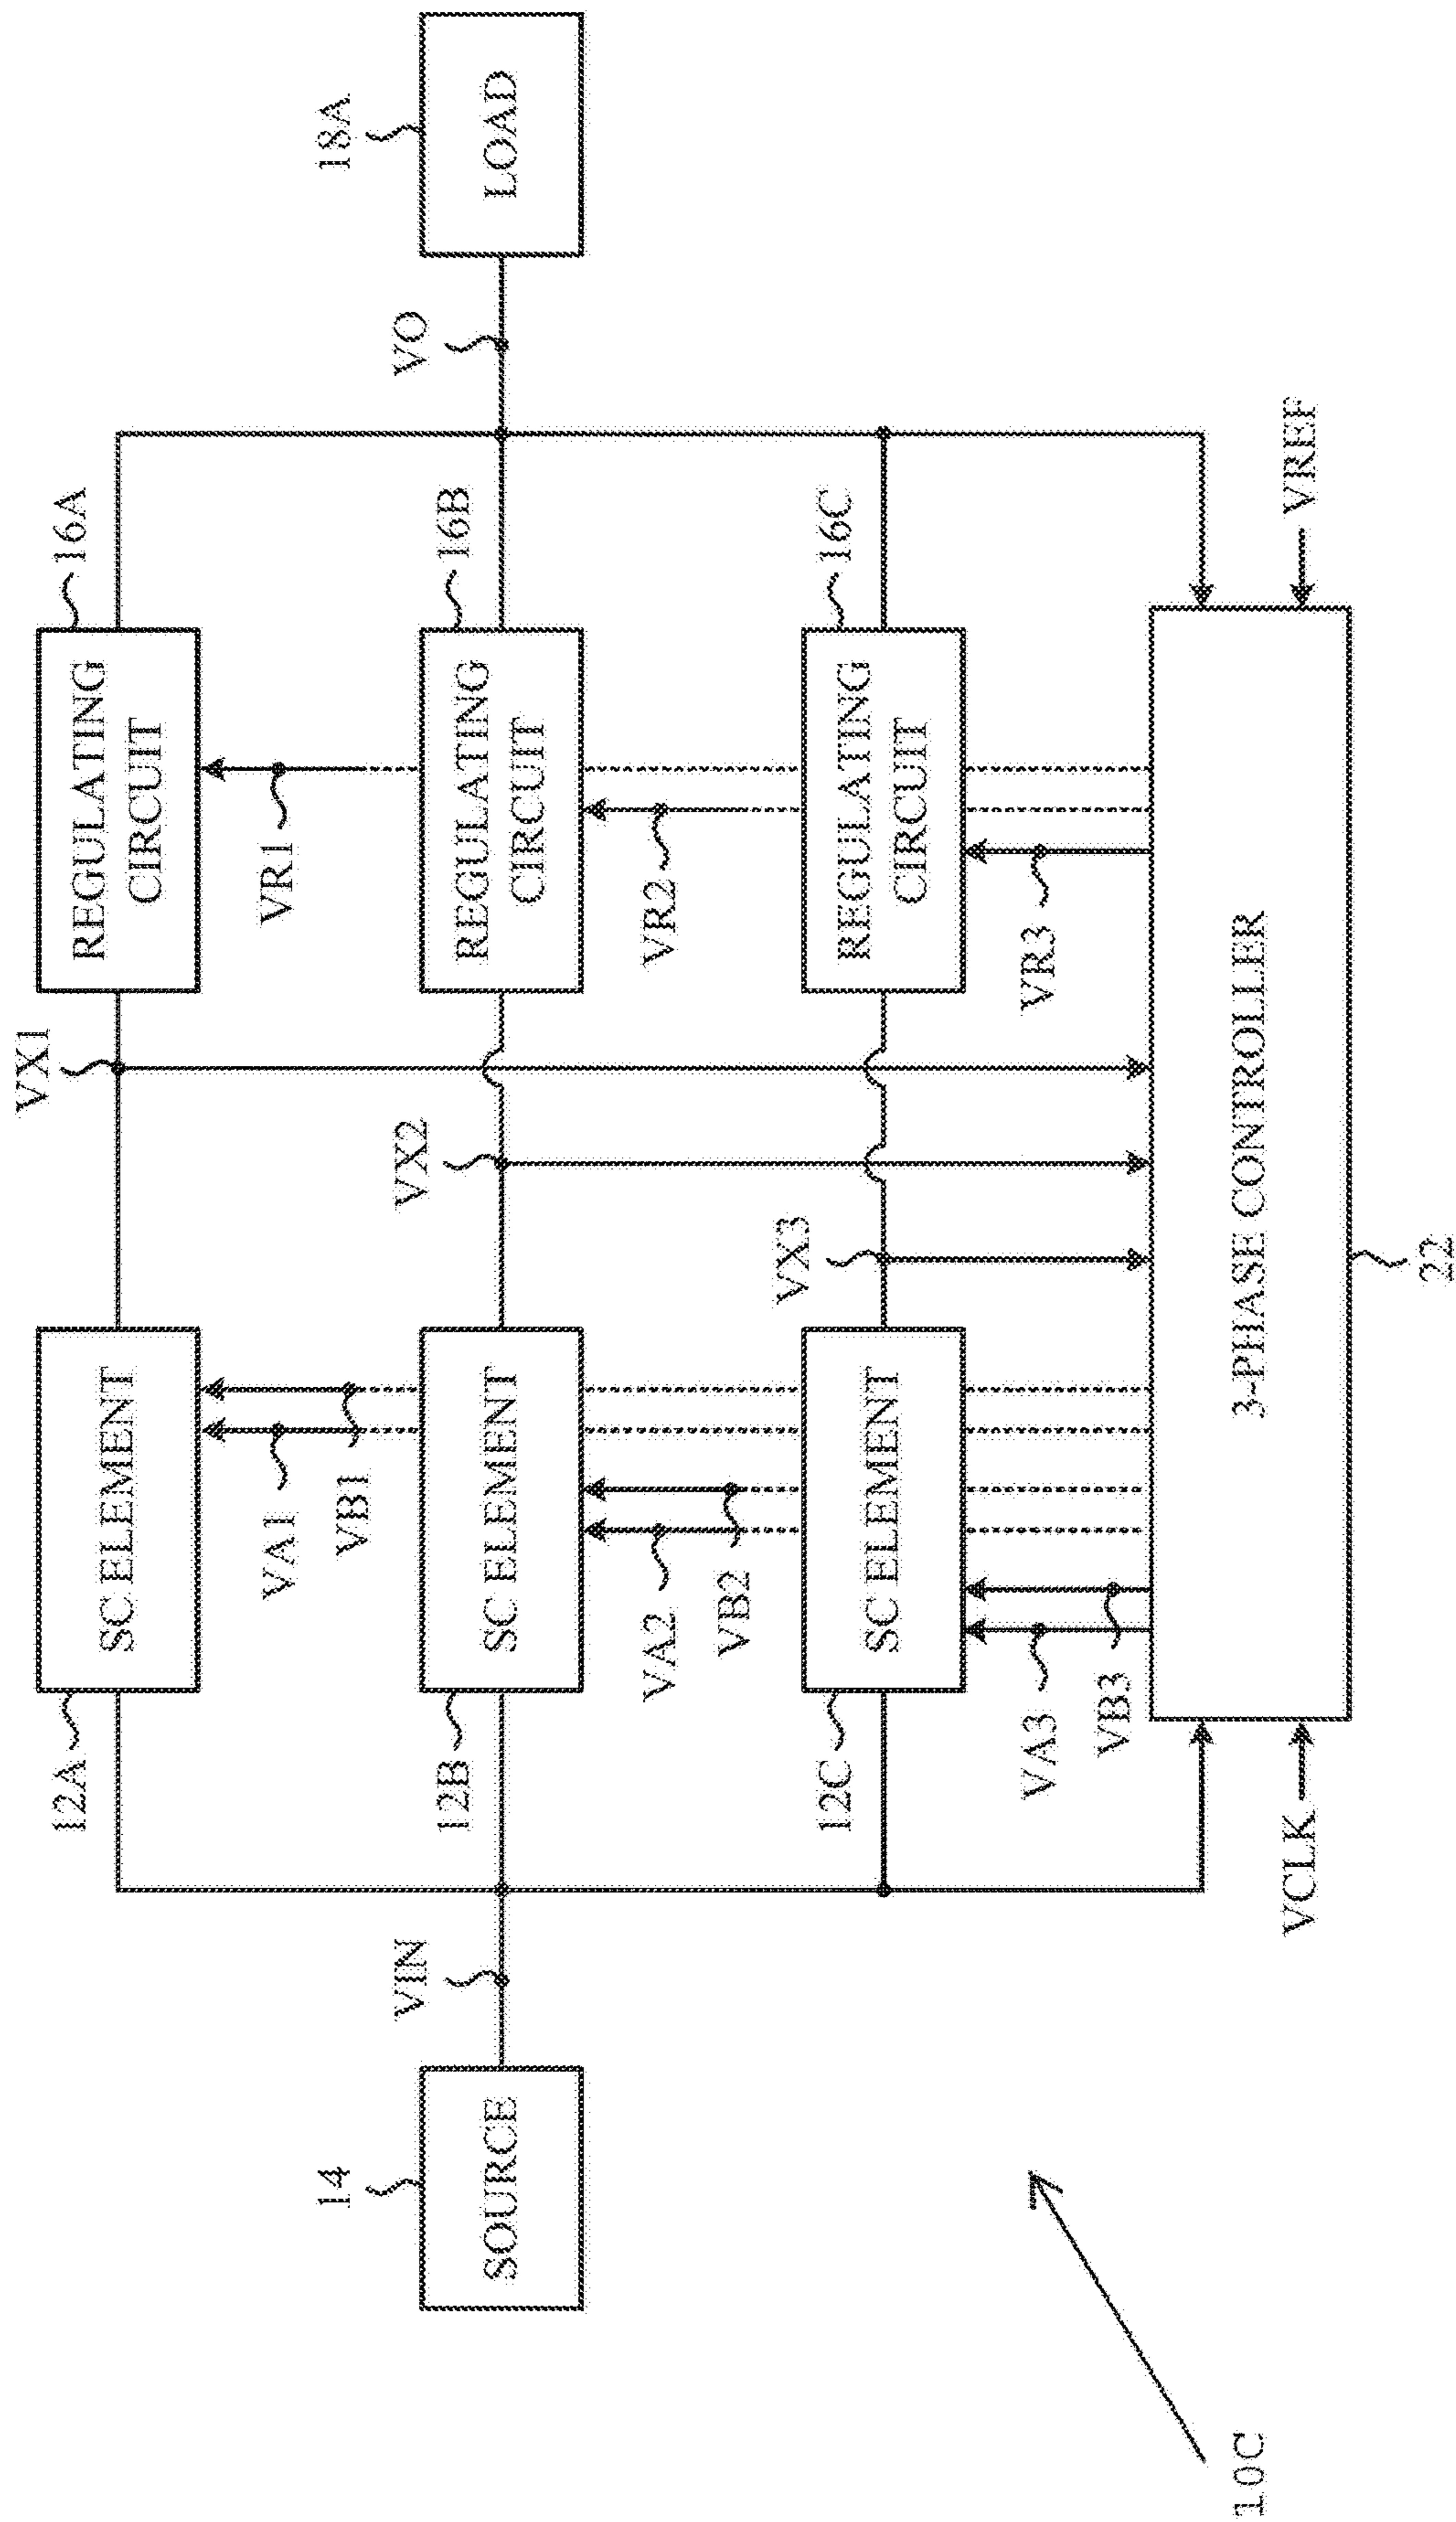 VX1
12A
SC ELEMENT
REGULATING
CIRCUIT
16A
VA1
VB1
VR1
14
SOURCE
VIN
12B
SC ELEMENT
VX2
REGULATING
CIRCUIT
16B
VO
18A
LOAD
VA2
VB2
VR2
12C
SC ELEMENT
VX3
REGULATING
CIRCUIT
16C
VA3
VB3
VR3
VCLK
3-PHASE CONTROLLER
VREF
22
10C